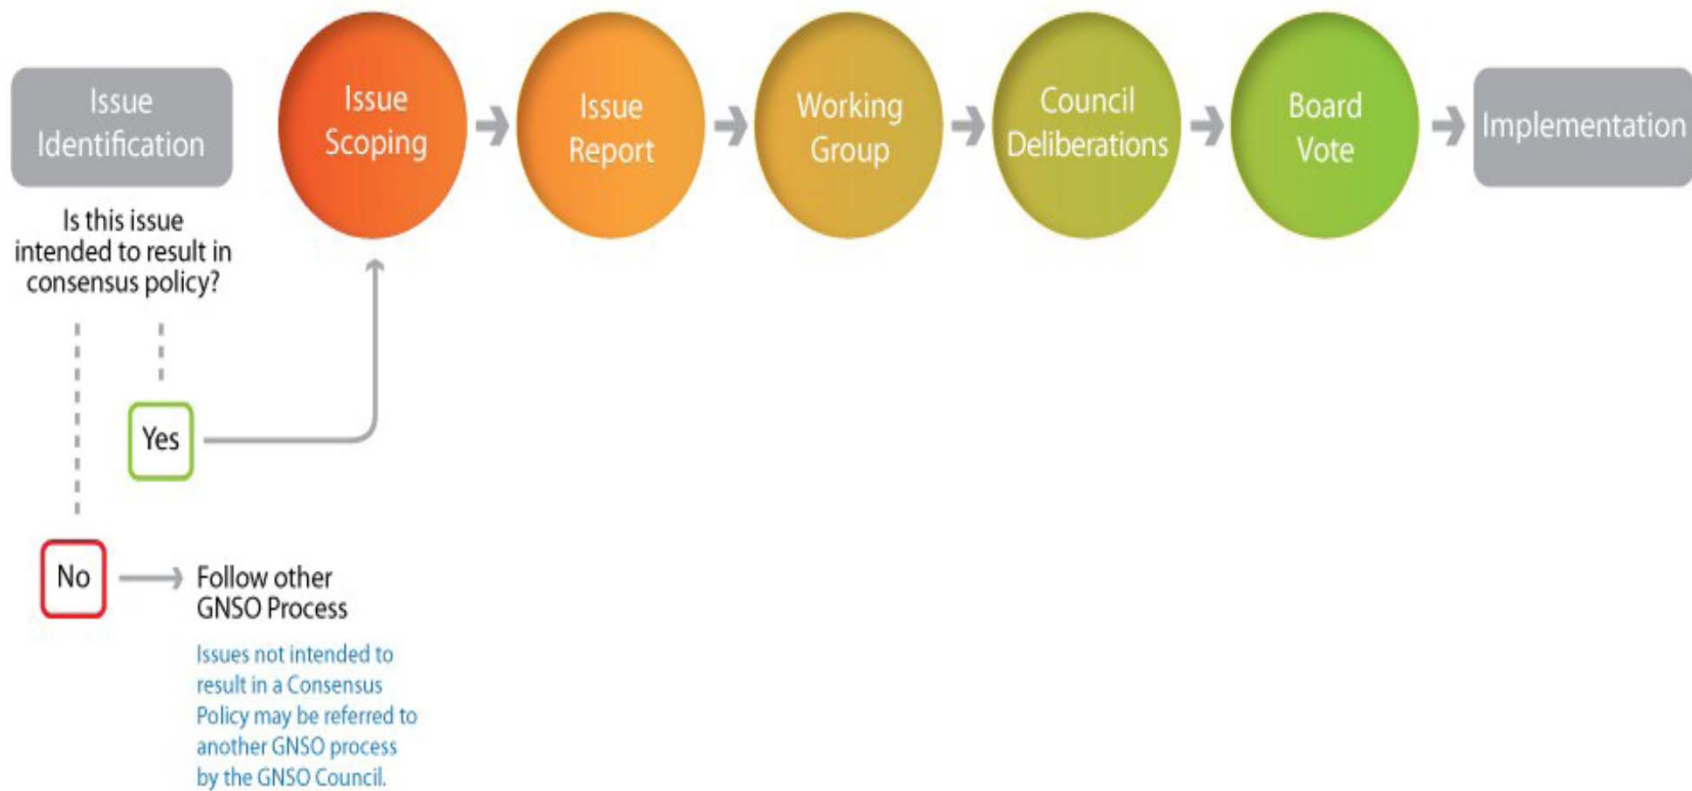 Issue
Identification
Issue
Scoping
Issue
Report
Working
Group
Council
Deliberations
Board
Vote
Implementation
Is this issue
intended to result in
consensus policy?
Yes
No
Follow other
GNSO Process
Issues not intended to
result in a Consensus
Policy may be referred to
another GNSO process
by the GNSO Council.